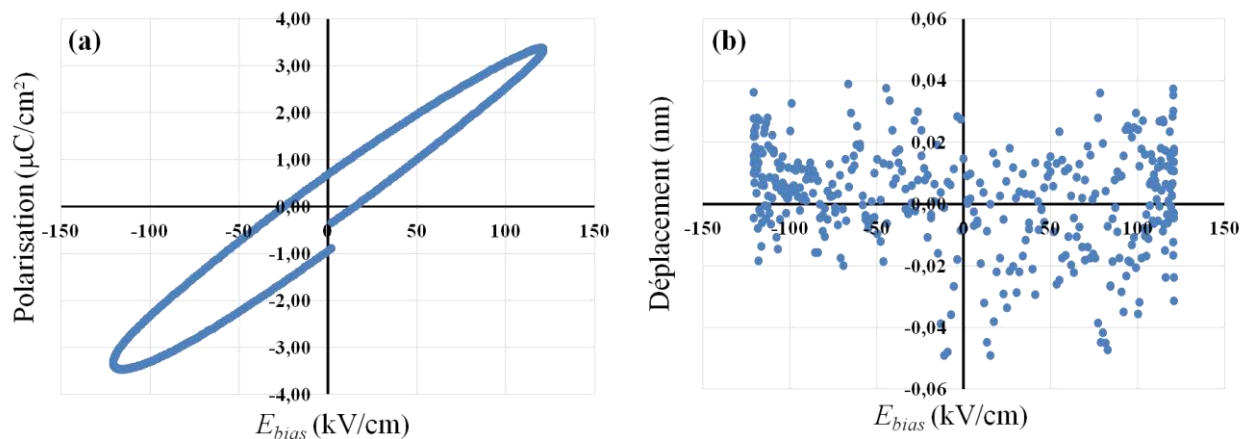 (a)
Polarisation (µC/cm²)
4,00
3,00
2,00
1,00
0,00
-1,00
-2,00
-3,00
-4,00
-150 -100 -50 0 50 100 150
E_bias (kV/cm)
(b)
Déplacement (nm)
0,06
0,04
0,02
0,00
-0,02
-0,04
-0,06
-150 -100 -50 0 50 100 150
E_bias (kV/cm)